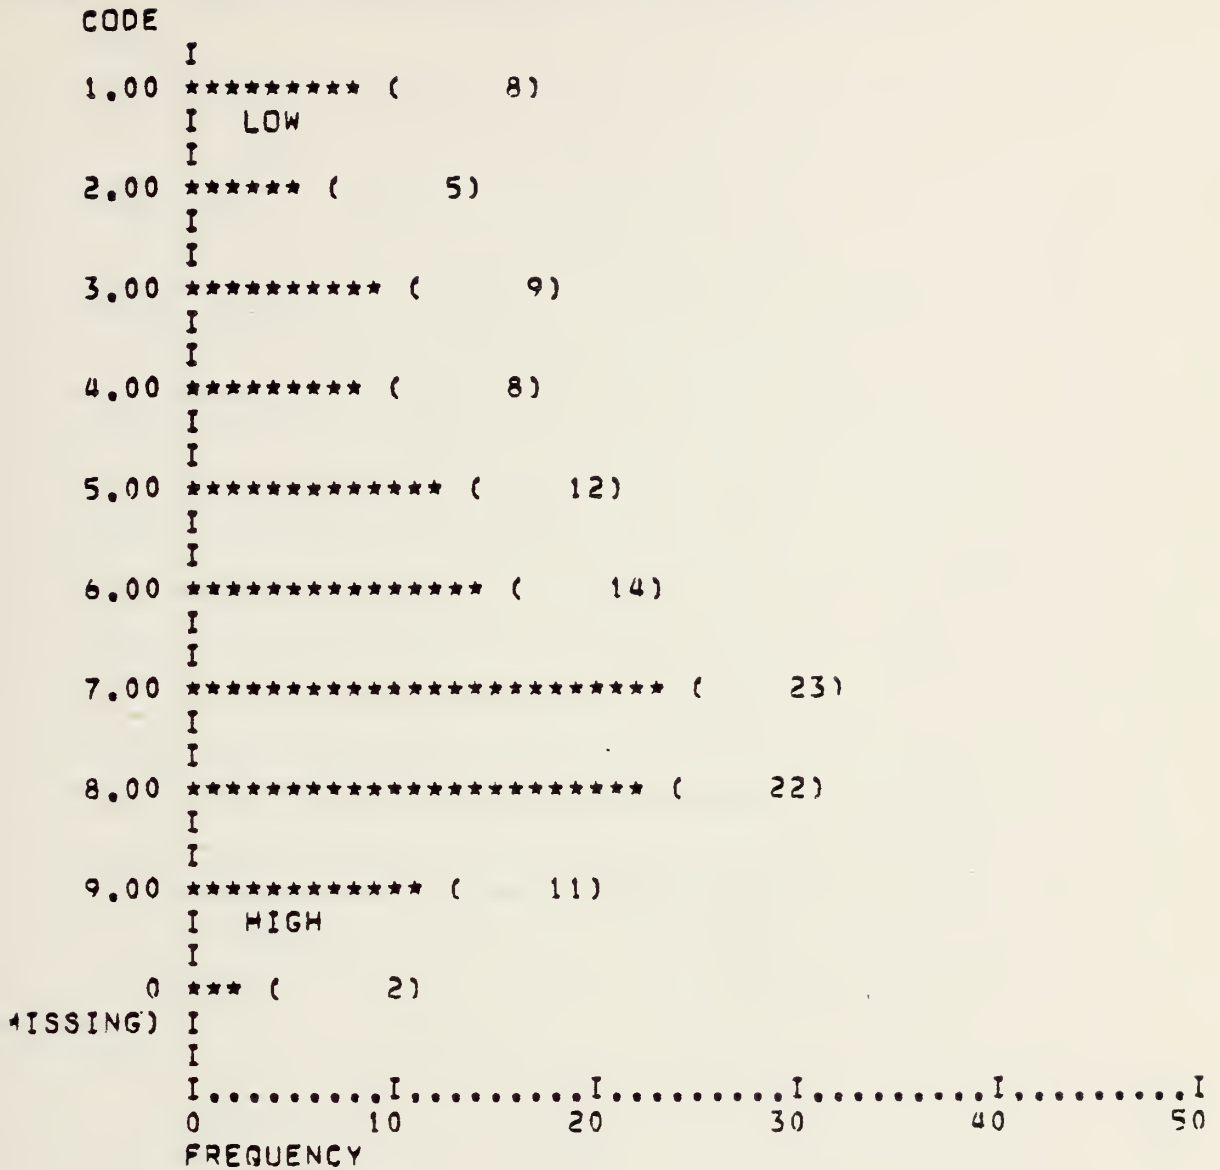 CODE
I
1.00 ********* ( 8)
I LOW
I
2.00 ****** ( 5)
I
I
3.00 ********** ( 9)
I
I
4.00 ********* ( 8)
I
I
5.00 ************* ( 12)
I
I
6.00 *************** ( 14)
I
I
7.00 ************************ ( 23)
I
I
8.00 *********************** ( 22)
I
I
9.00 ************ ( 11)
I HIGH
I
0 *** ( 2)
MISSING) I
I
I.........I.........I.........I.........I.........I
0 10 20 30 40 50
FREQUENCY